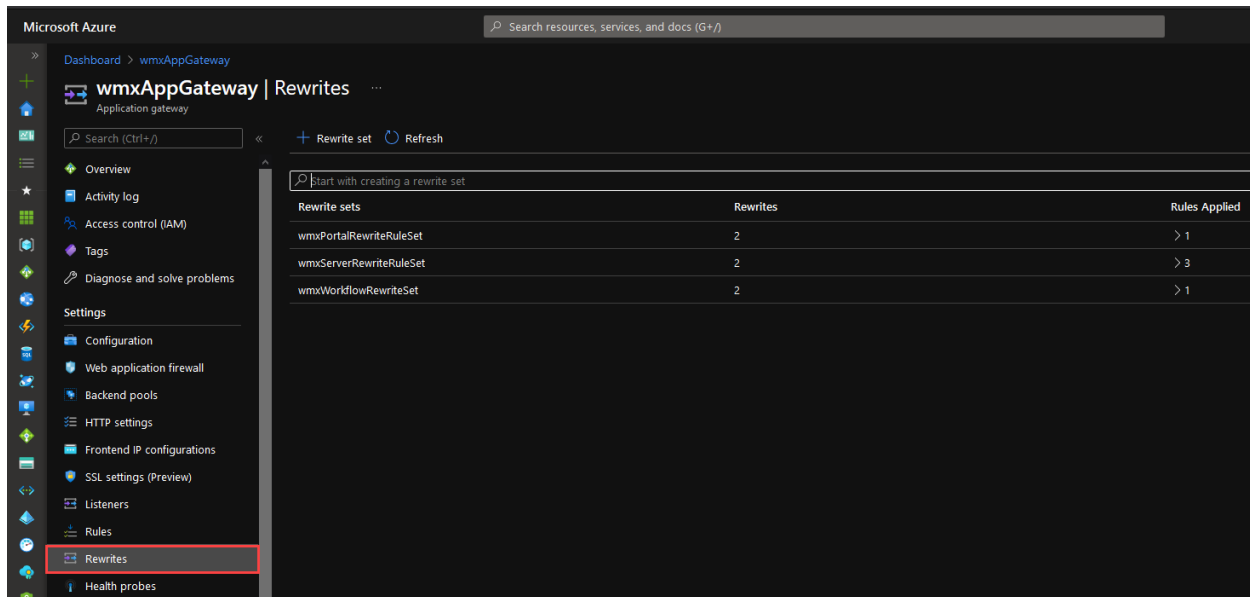 Microsoft Azure
Search resources, services, and docs (G+/)
Dashboard > wmxAppGateway
wmxAppGateway | Rewrites ...
Application gateway
Search (Ctrl+/)
Rewrite set Refresh
Overview
Activity log
Access control (IAM)
Tags
Diagnose and solve problems
Settings
Configuration
Web application firewall
Backend pools
HTTP settings
Frontend IP configurations
SSL settings (Preview)
Listeners
Rules
Rewrites
Health probes
Start with creating a rewrite set
Rewrite sets Rewrites Rules Applied
wmxPortalRewriteRuleSet 2 > 1
wmxServerRewriteRuleSet 2 > 3
wmxWorkflowRewriteSet 2 > 1